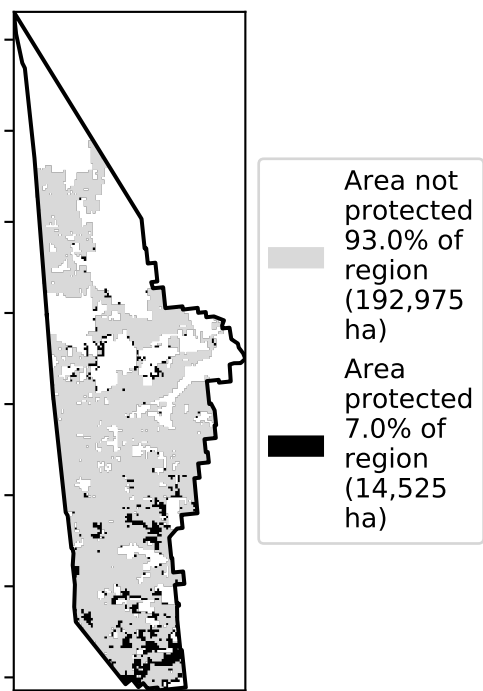 Area not
protected
93.0% of
region
(192,975
ha)
Area
protected
7.0% of
region
(14,525
ha)